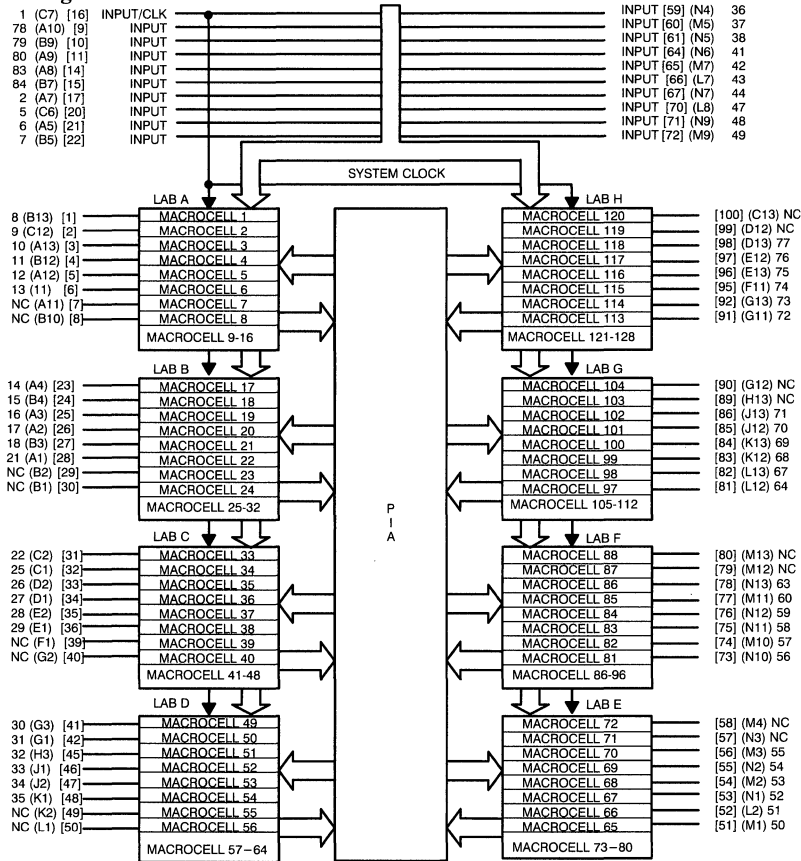 1 (C7) [16] INPUT/CLK
78 (A10) [9] INPUT
79 (B9) [10] INPUT
80 (A9) [11] INPUT
83 (A8) [14] INPUT
84 (B7) [15] INPUT
2 (A7) [17] INPUT
5 (C6) [20] INPUT
6 (A5) [21] INPUT
7 (B5) [22] INPUT
INPUT [59] (N4) 36
INPUT [60] (M5) 37
INPUT [61] (N5) 38
INPUT [64] (N6) 41
INPUT [65] (M7) 42
INPUT [66] (L7) 43
INPUT [67] (N7) 44
INPUT [70] (L8) 47
INPUT [71] (N9) 48
INPUT [72] (M9) 49
SYSTEM CLOCK
LAB A
8 (B13) [1] MACROCELL 1
9 (C12) [2] MACROCELL 2
10 (A13) [3] MACROCELL 3
11 (B12) [4] MACROCELL 4
12 (A12) [5] MACROCELL 5
13 (11) [6] MACROCELL 6
NC (A11) [7] MACROCELL 7
NC (B10) [8] MACROCELL 8
MACROCELL 9-16
LAB B
14 (A4) [23] MACROCELL 17
15 (B4) [24] MACROCELL 18
16 (A3) [25] MACROCELL 19
17 (A2) [26] MACROCELL 20
18 (B3) [27] MACROCELL 21
21 (A1) [28] MACROCELL 22
NC (B2) [29] MACROCELL 23
NC (B1) [30] MACROCELL 24
MACROCELL 25-32
LAB C
22 (C2) [31] MACROCELL 33
25 (C1) [32] MACROCELL 34
26 (D2) [33] MACROCELL 35
27 (D1) [34] MACROCELL 36
28 (E2) [35] MACROCELL 37
29 (E1) [36] MACROCELL 38
NC (F1) [39] MACROCELL 39
NC (G2) [40] MACROCELL 40
MACROCELL 41-48
LAB D
30 (G3) [41] MACROCELL 49
31 (G1) [42] MACROCELL 50
32 (H3) [45] MACROCELL 51
33 (J1) [46] MACROCELL 52
34 (J2) [47] MACROCELL 53
35 (K1) [48] MACROCELL 54
NC (K2) [49] MACROCELL 55
NC (L1) [50] MACROCELL 56
MACROCELL 57-64
P
I
A
LAB H
MACROCELL 120 [100] (C13) NC
MACROCELL 119 [99] (D12) NC
MACROCELL 118 [98] (D13) 77
MACROCELL 117 [97] (E12) 76
MACROCELL 116 [96] (E13) 75
MACROCELL 115 [95] (F11) 74
MACROCELL 114 [92] (G13) 73
MACROCELL 113 [91] (G11) 72
MACROCELL 121-128
LAB G
MACROCELL 104 [90] (G12) NC
MACROCELL 103 [89] (H13) NC
MACROCELL 102 [86] (J13) 71
MACROCELL 101 [85] (J12) 70
MACROCELL 100 [84] (K13) 69
MACROCELL 99 [83] (K12) 68
MACROCELL 98 [82] (L13) 67
MACROCELL 97 [81] (L12) 64
MACROCELL 105-112
LAB F
MACROCELL 88 [80] (M13) NC
MACROCELL 87 [79] (M12) NC
MACROCELL 86 [78] (N13) 63
MACROCELL 85 [77] (M11) 60
MACROCELL 84 [76] (N12) 59
MACROCELL 83 [75] (N11) 58
MACROCELL 82 [74] (M10) 57
MACROCELL 81 [73] (N10) 56
MACROCELL 86-96
LAB E
MACROCELL 72 [58] (M4) NC
MACROCELL 71 [57] (N3) NC
MACROCELL 70 [56] (M3) 55
MACROCELL 69 [55] (N2) 54
MACROCELL 68 [54] (M2) 53
MACROCELL 67 [53] (N1) 52
MACROCELL 66 [52] (L2) 51
MACROCELL 65 [51] (M1) 50
MACROCELL 73-80